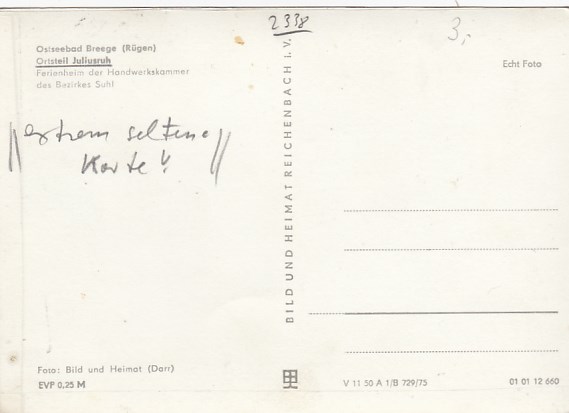 2338
3,-
Ostseebad Breege (Rügen)
Ortsteil Juliusruh
Ferienheim der Handwerkskammer
des Bezirkes Suhl
Echt Foto
extrem seltene
Karte!
BILD UND HEIMAT REICHENBACH I. V.
Foto: Bild und Heimat (Darr)
EVP 0,25 M
V 11 50 A 1/B 729/75
01 01 12 660